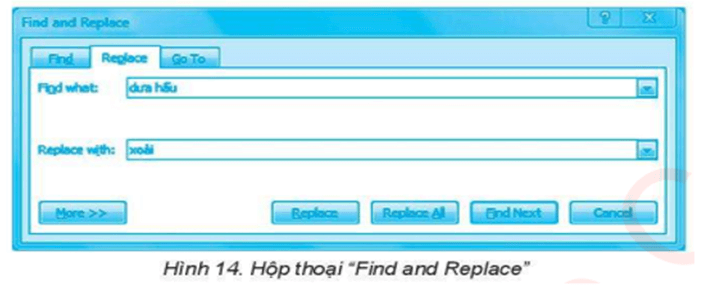 Find and Replace
Find Replace Go To
Find what: dưa hấu
Replace with: xoài
More >> Replace Replace All Find Next Cancel
Hình 14. Hộp thoại “Find and Replace”